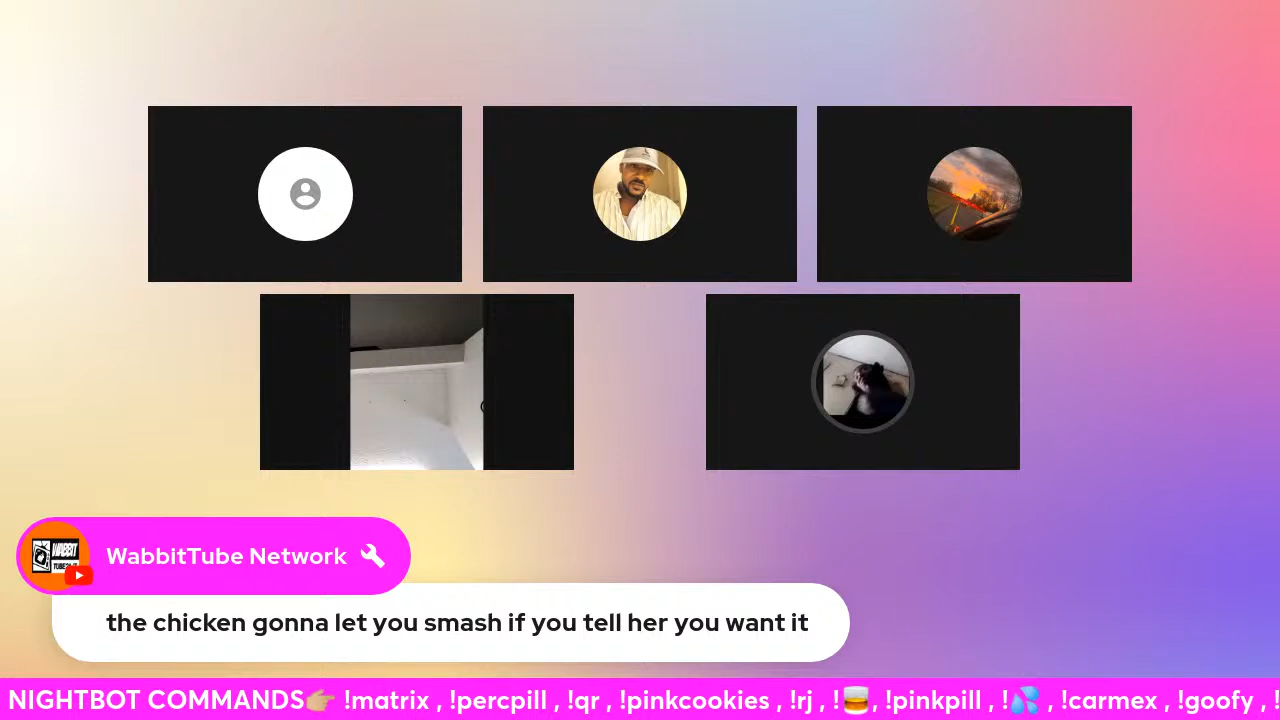 WabbitTube Network
WABBIT
the chicken gonna let you smash if you tell her you want it
NIGHTBOT COMMANDS👉🏼 !matrix , !percpill , !qr , !pinkcookies , !rj , !🥃, !pinkpill , !💦 , !carmex , !goofy , !